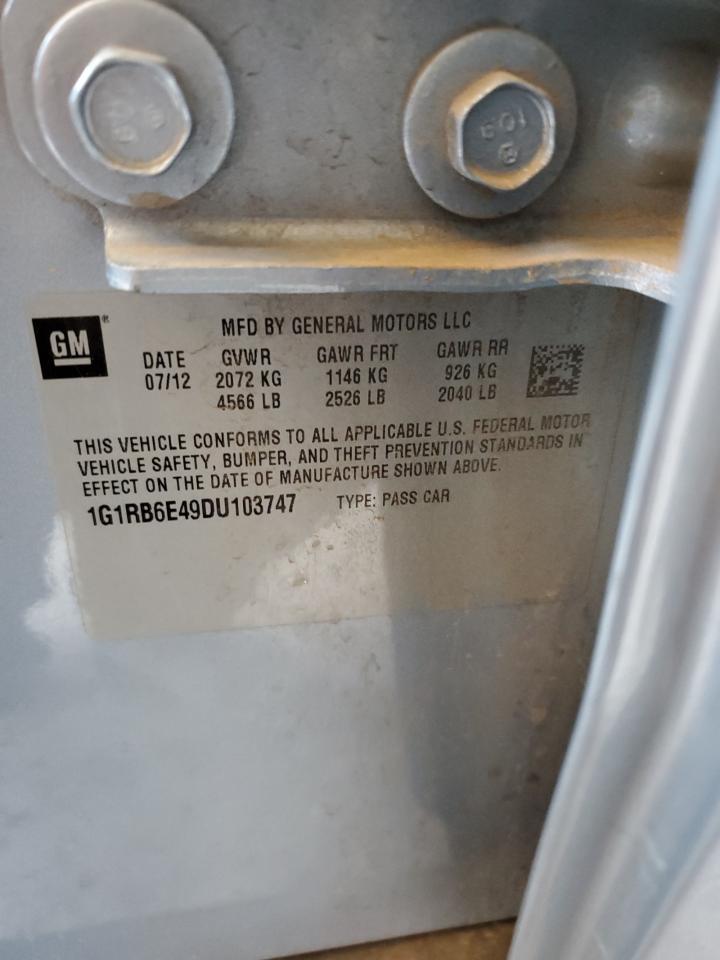 GM®
MFD BY GENERAL MOTORS LLC
DATE GVWR GAWR FRT GAWR RR
07/12 2072 KG 1146 KG 926 KG
4566 LB 2526 LB 2040 LB
THIS VEHICLE CONFORMS TO ALL APPLICABLE U.S. FEDERAL MOTOR
VEHICLE SAFETY, BUMPER, AND THEFT PREVENTION STANDARDS IN
EFFECT ON THE DATE OF MANUFACTURE SHOWN ABOVE.
1G1RB6E49DU103747 TYPE: PASS CAR